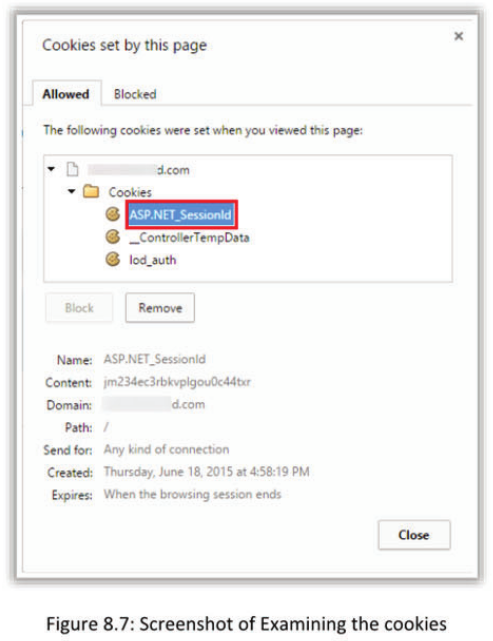 Cookies set by this page
Allowed Blocked
The following cookies were set when you viewed this page:
d.com
Cookies
ASP.NET_SessionId
__ControllerTempData
lod_auth
Block Remove
Name: ASP.NET_SessionId
Content: jm234ec3rbkvplgou0c44txr
Domain: d.com
Path: /
Send for: Any kind of connection
Created: Thursday, June 18, 2015 at 4:58:19 PM
Expires: When the browsing session ends
Close
Figure 8.7: Screenshot of Examining the cookies